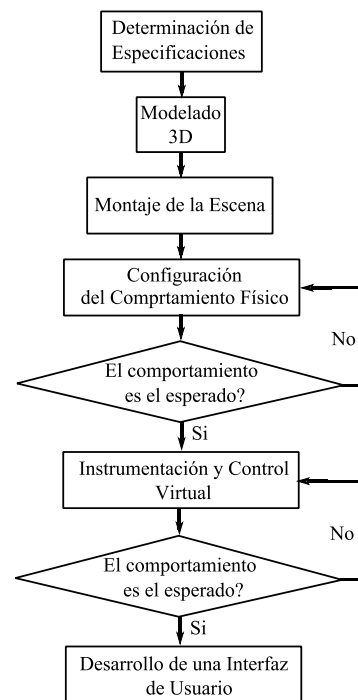 Determinación de
Especificaciones
Modelado
3D
Montaje de la Escena
Configuración
del Comprtamiento Físico
No
El comportamiento
es el esperado?
Si
Instrumentación y Control
Virtual
No
El comportamiento
es el esperado?
Si
Desarrollo de una Interfaz
de Usuario